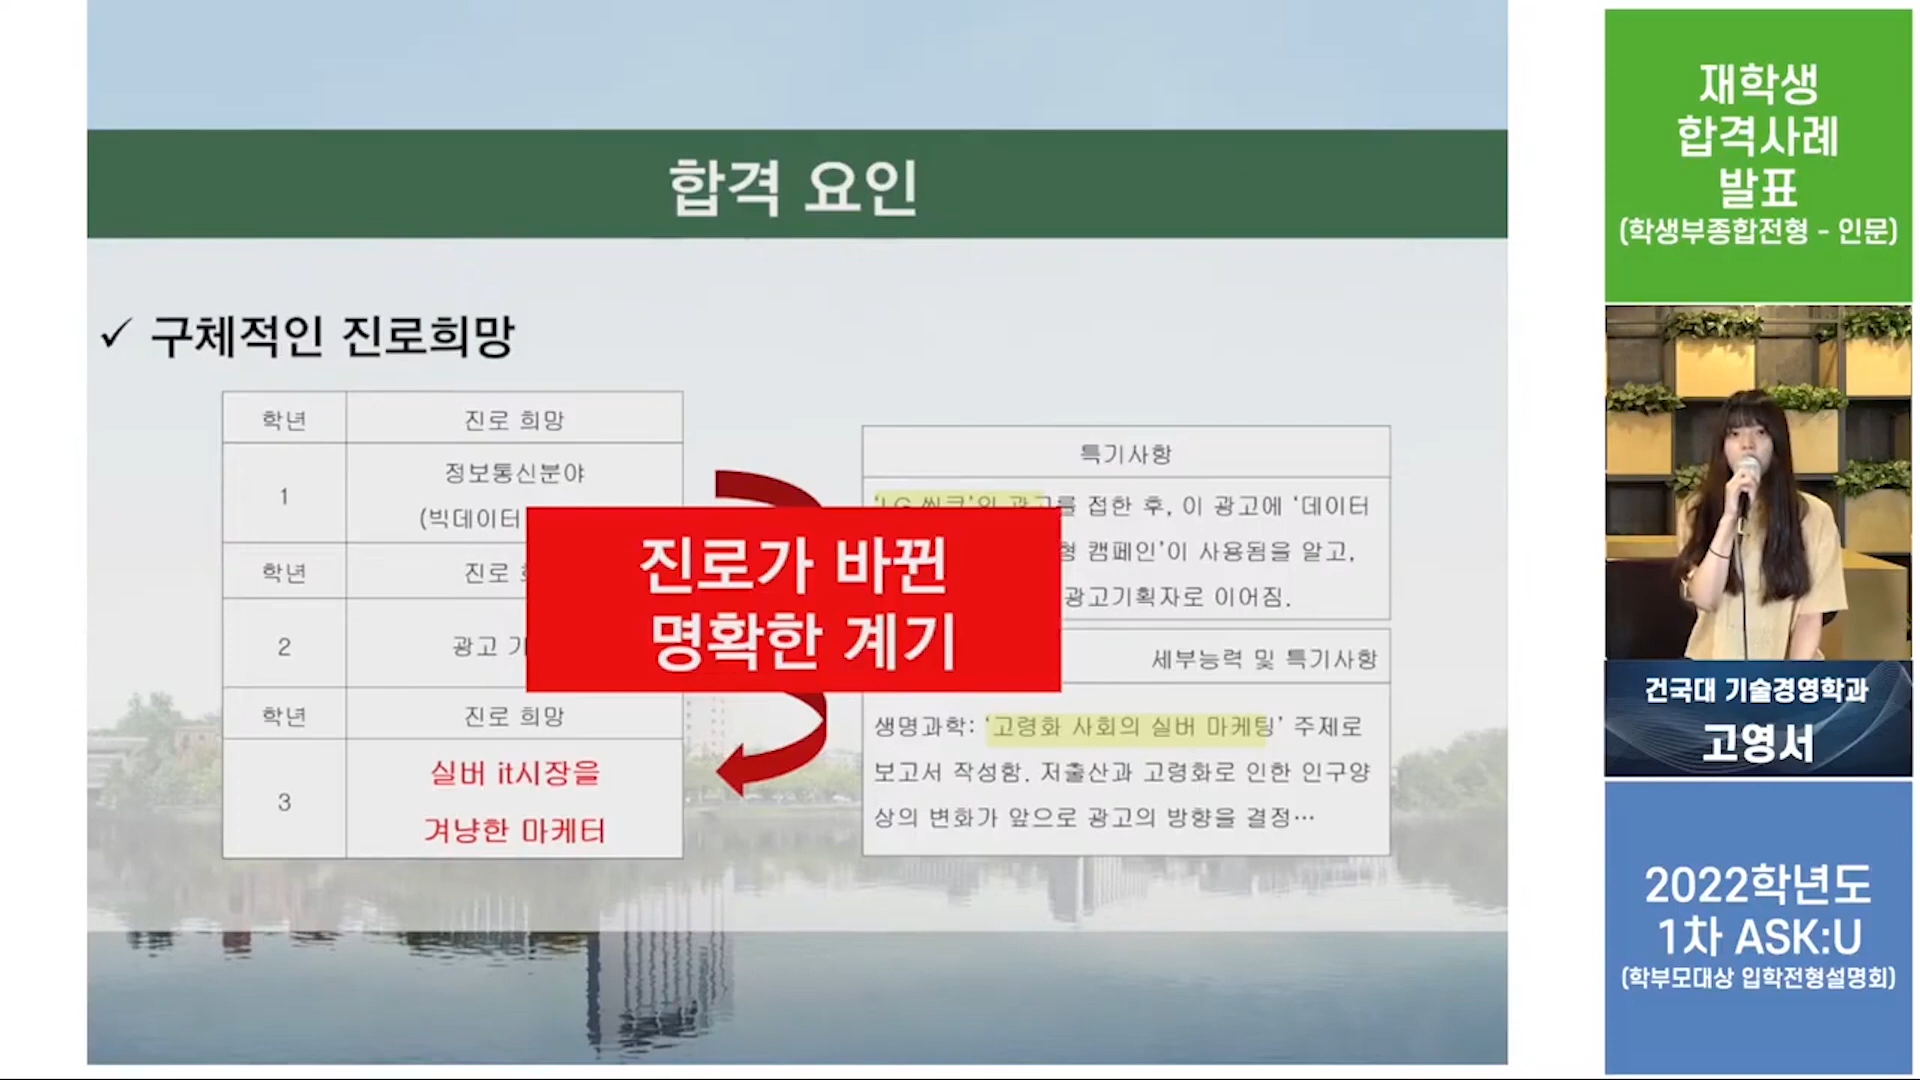 합격 요인
✓ 구체적인 진로희망
학년 진로 희망
1 정보통신분야
(빅데이터
학년 진로
2 광고
학년 진로 희망
3 실버 it시장을
겨냥한 마케터
진로가 바뀐
명확한 계기
특기사항
광고를 접한 후, 이 광고에 ‘데이터
캠페인’이 사용됨을 알고,
광고기획자로 이어짐.
세부능력 및 특기사항
생명과학: ‘고령화 사회의 실버 마케팅’ 주제로
보고서 작성함. 저출산과 고령화로 인한 인구양
상의 변화가 앞으로 광고의 방향을 결정…
재학생
합격사례
발표
(학생부종합전형 - 인문)
건국대 기술경영학과
고영서
2022학년도
1차 ASK:U
(학부모대상 입학전형설명회)